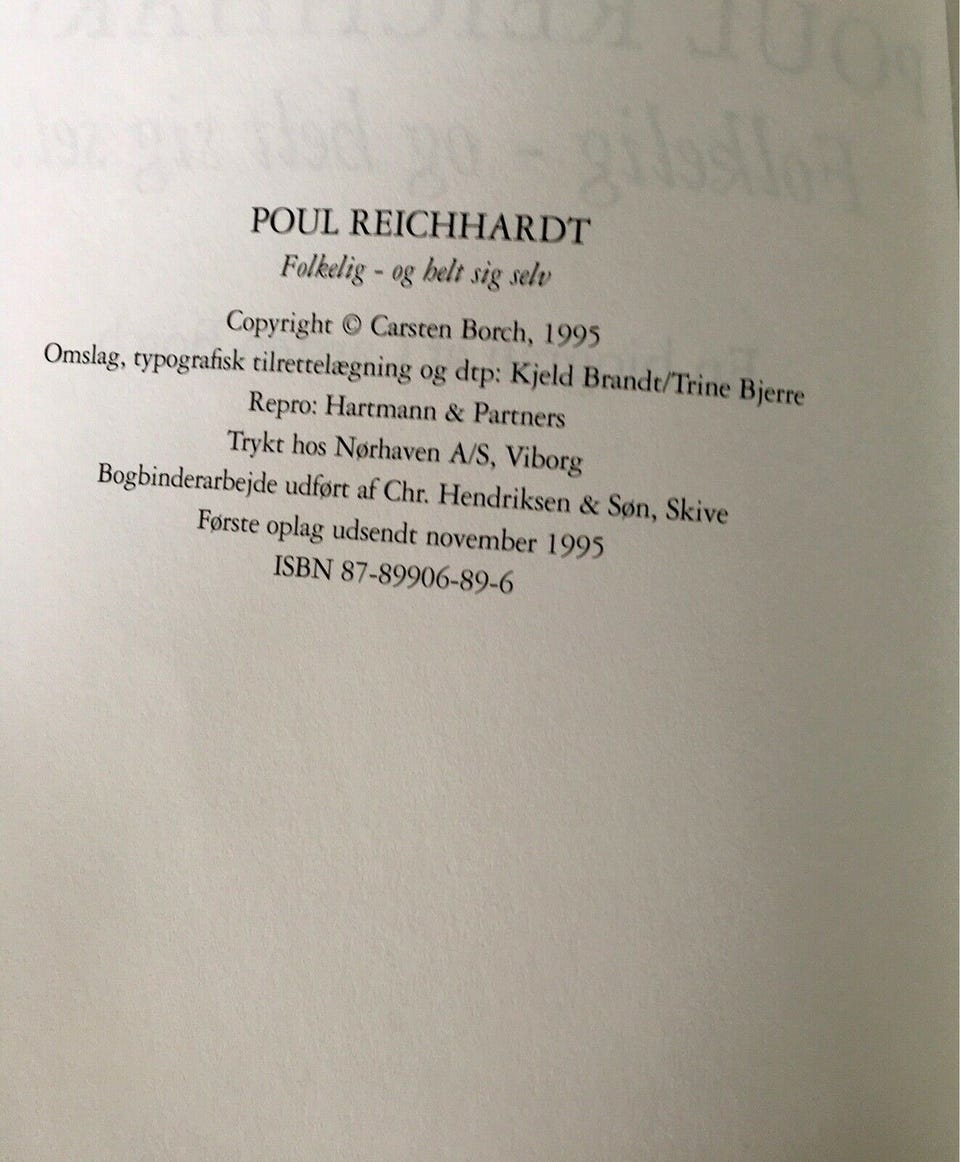 POUL REICHHARDT
Folkelig - og helt sig selv
Copyright © Carsten Borch, 1995
Omslag, typografisk tilrettelægning og dtp: Kjeld Brandt/Trine Bjerre
Repro: Hartmann & Partners
Trykt hos Nørhaven A/S, Viborg
Bogbinderarbejde udført af Chr. Hendriksen & Søn, Skive
Første oplag udsendt november 1995
ISBN 87-89906-89-6